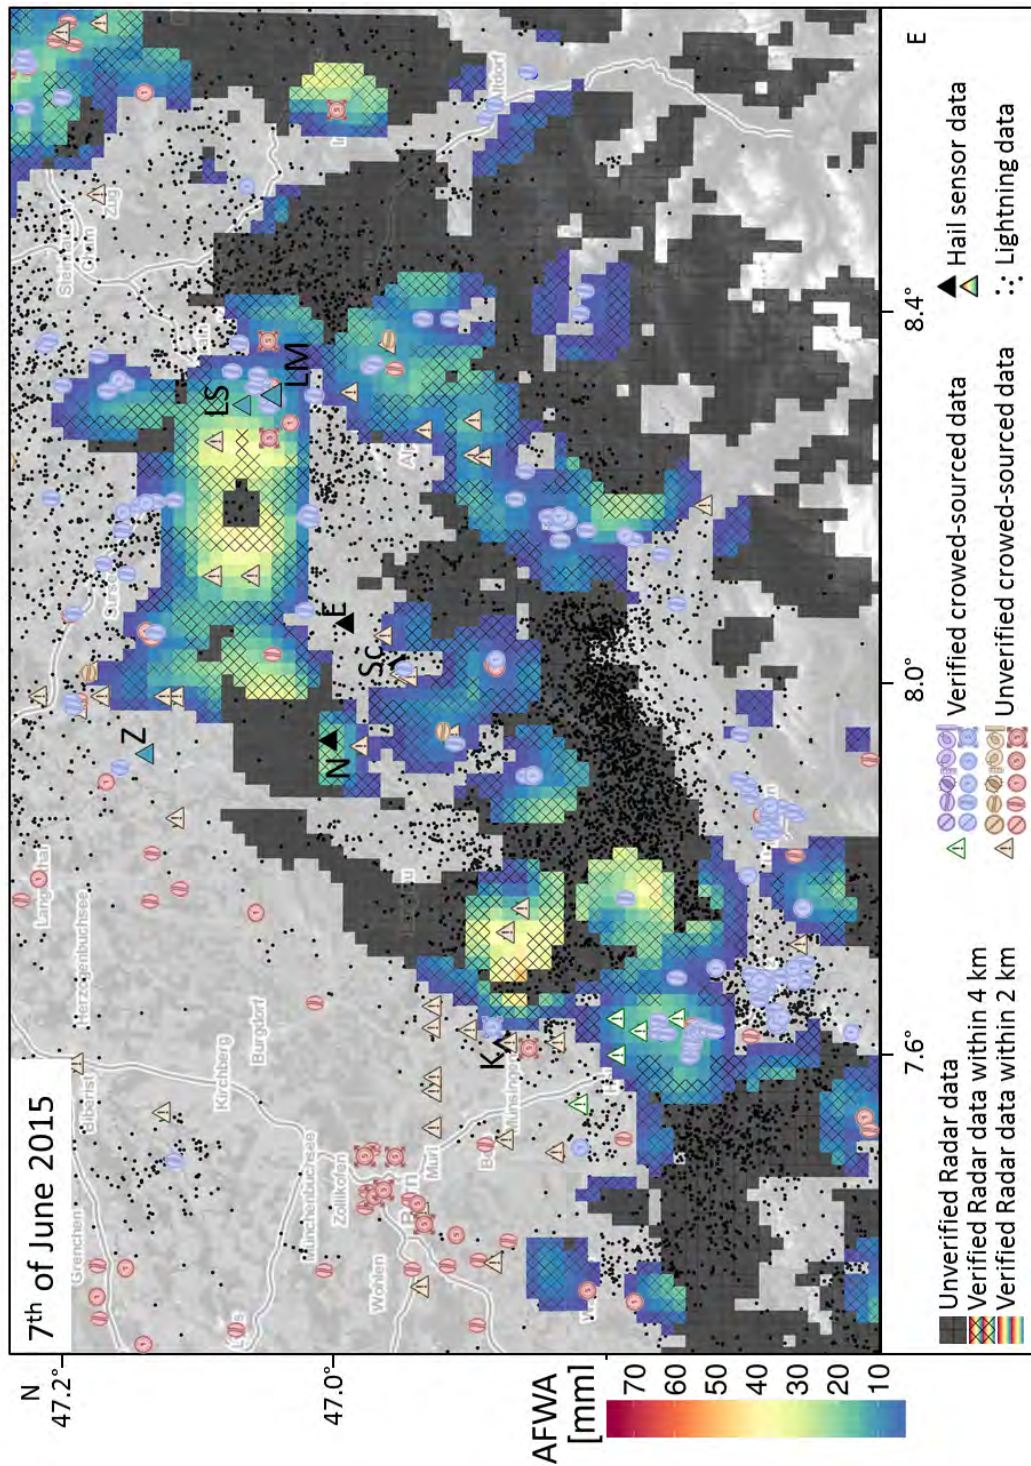 7th of June 2015
N
47.2°
47.0°
7.6°
8.0°
8.4°
E
AFWA
[mm]
70
60
50
40
30
20
10
Grenchen
Biberist
Herzogenbuchsee
Kirchberg
Burgdorf
Münchenbuchsee
Zollikofen
Wohlen
Bern
Muri
Münsingen
Zug
Cham
Z
LS
LM
E
Sc
N
K
Unverified Radar data
Verified Radar data within 4 km
Verified Radar data within 2 km
Verified crowed-sourced data
Unverified crowed-sourced data
Hail sensor data
Lightning data